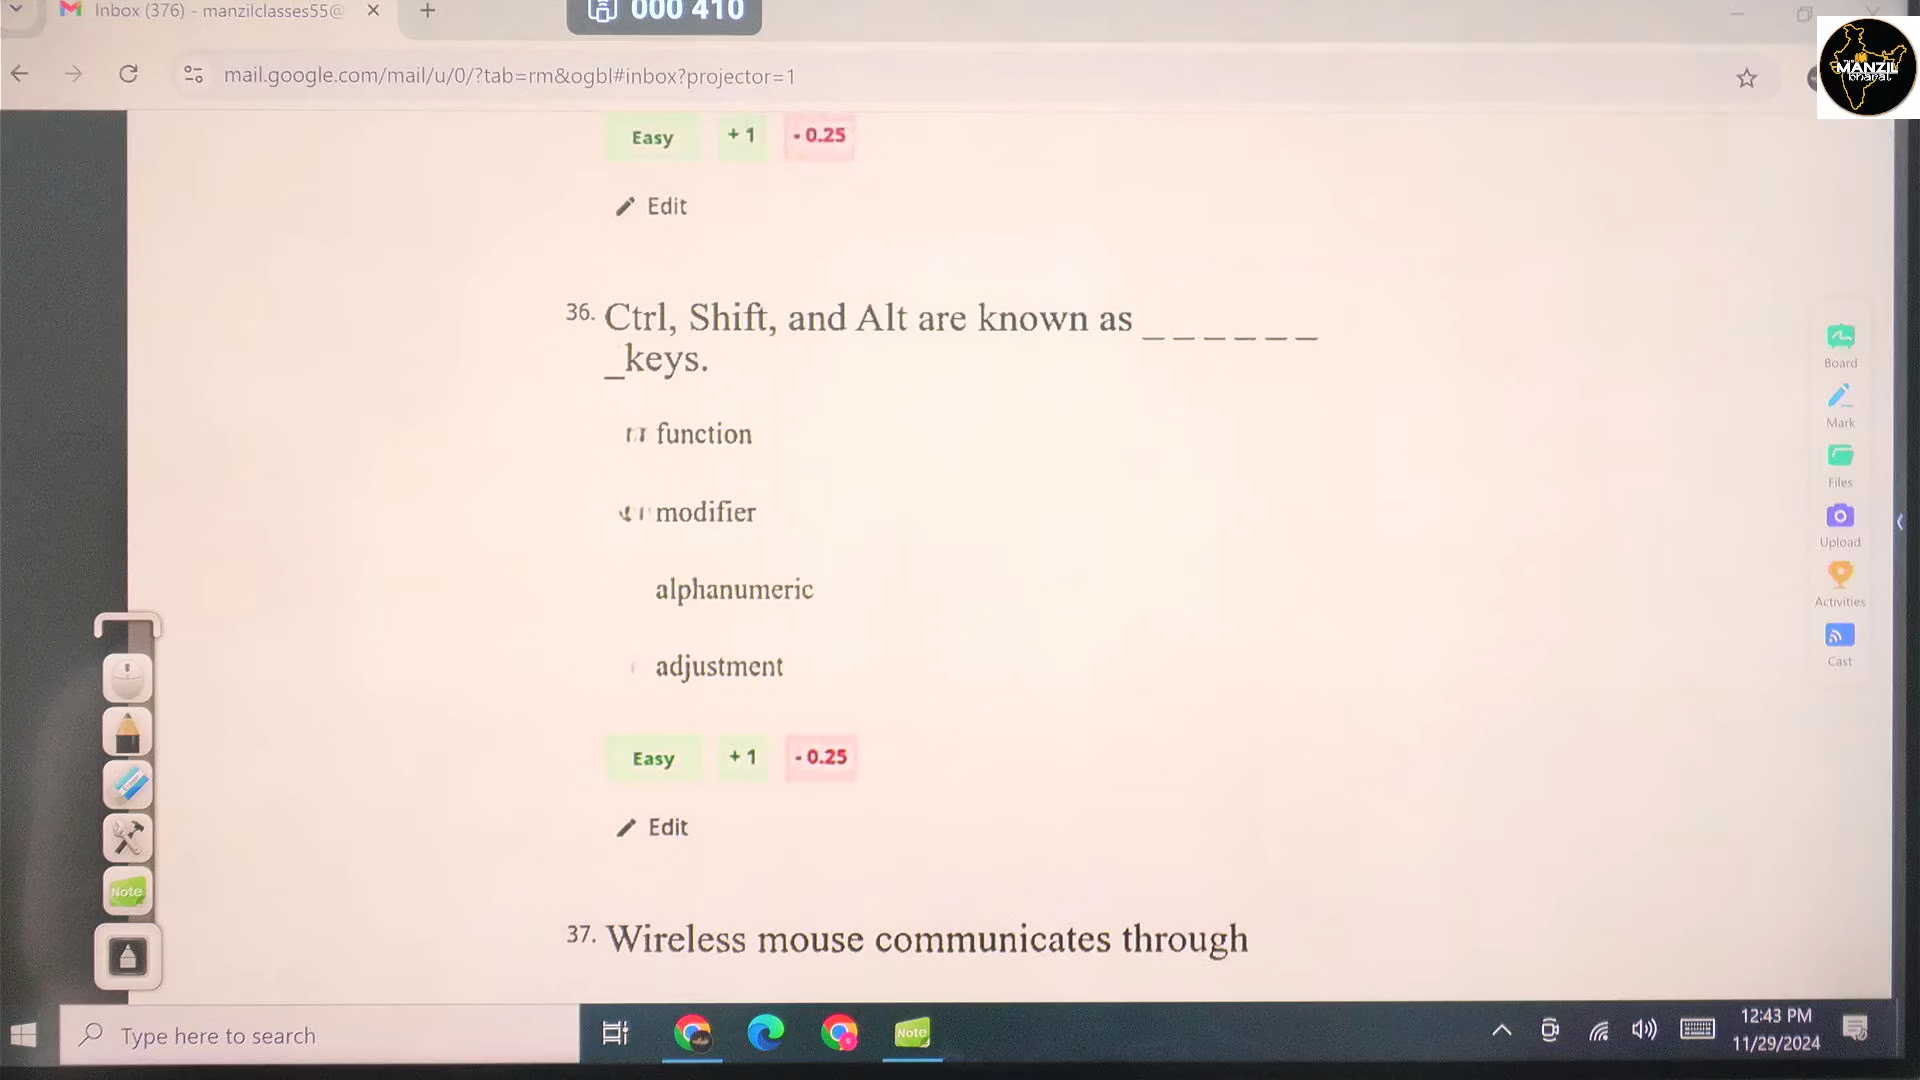 Inbox (376) - manzilclasses55@
000 410
mail.google.com/mail/u/0/?tab=rm&ogbl#inbox?projector=1
MANZIL
bharat
Easy +1 -0.25
Edit
36. Ctrl, Shift, and Alt are known as _ _ _ _ _ _
_keys.
function
modifier
alphanumeric
adjustment
Easy +1 -0.25
Edit
37. Wireless mouse communicates through
Board
Mark
Files
Upload
Activities
Cast
Note
Type here to search
Note
12:43 PM
11/29/2024